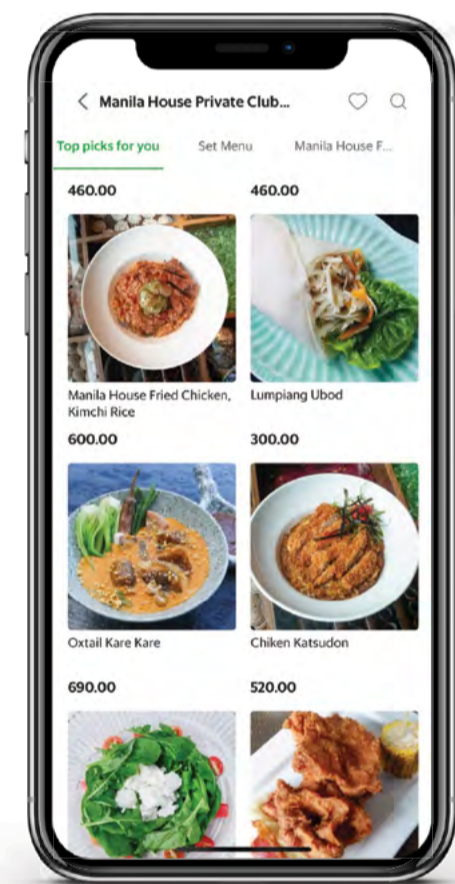 Manila House Private Club...
Top picks for you Set Menu Manila House F...
460.00 460.00
Manila House Fried Chicken, Lumpiang Ubod
Kimchi Rice
600.00 300.00
Oxtail Kare Kare Chiken Katsudon
690.00 520.00